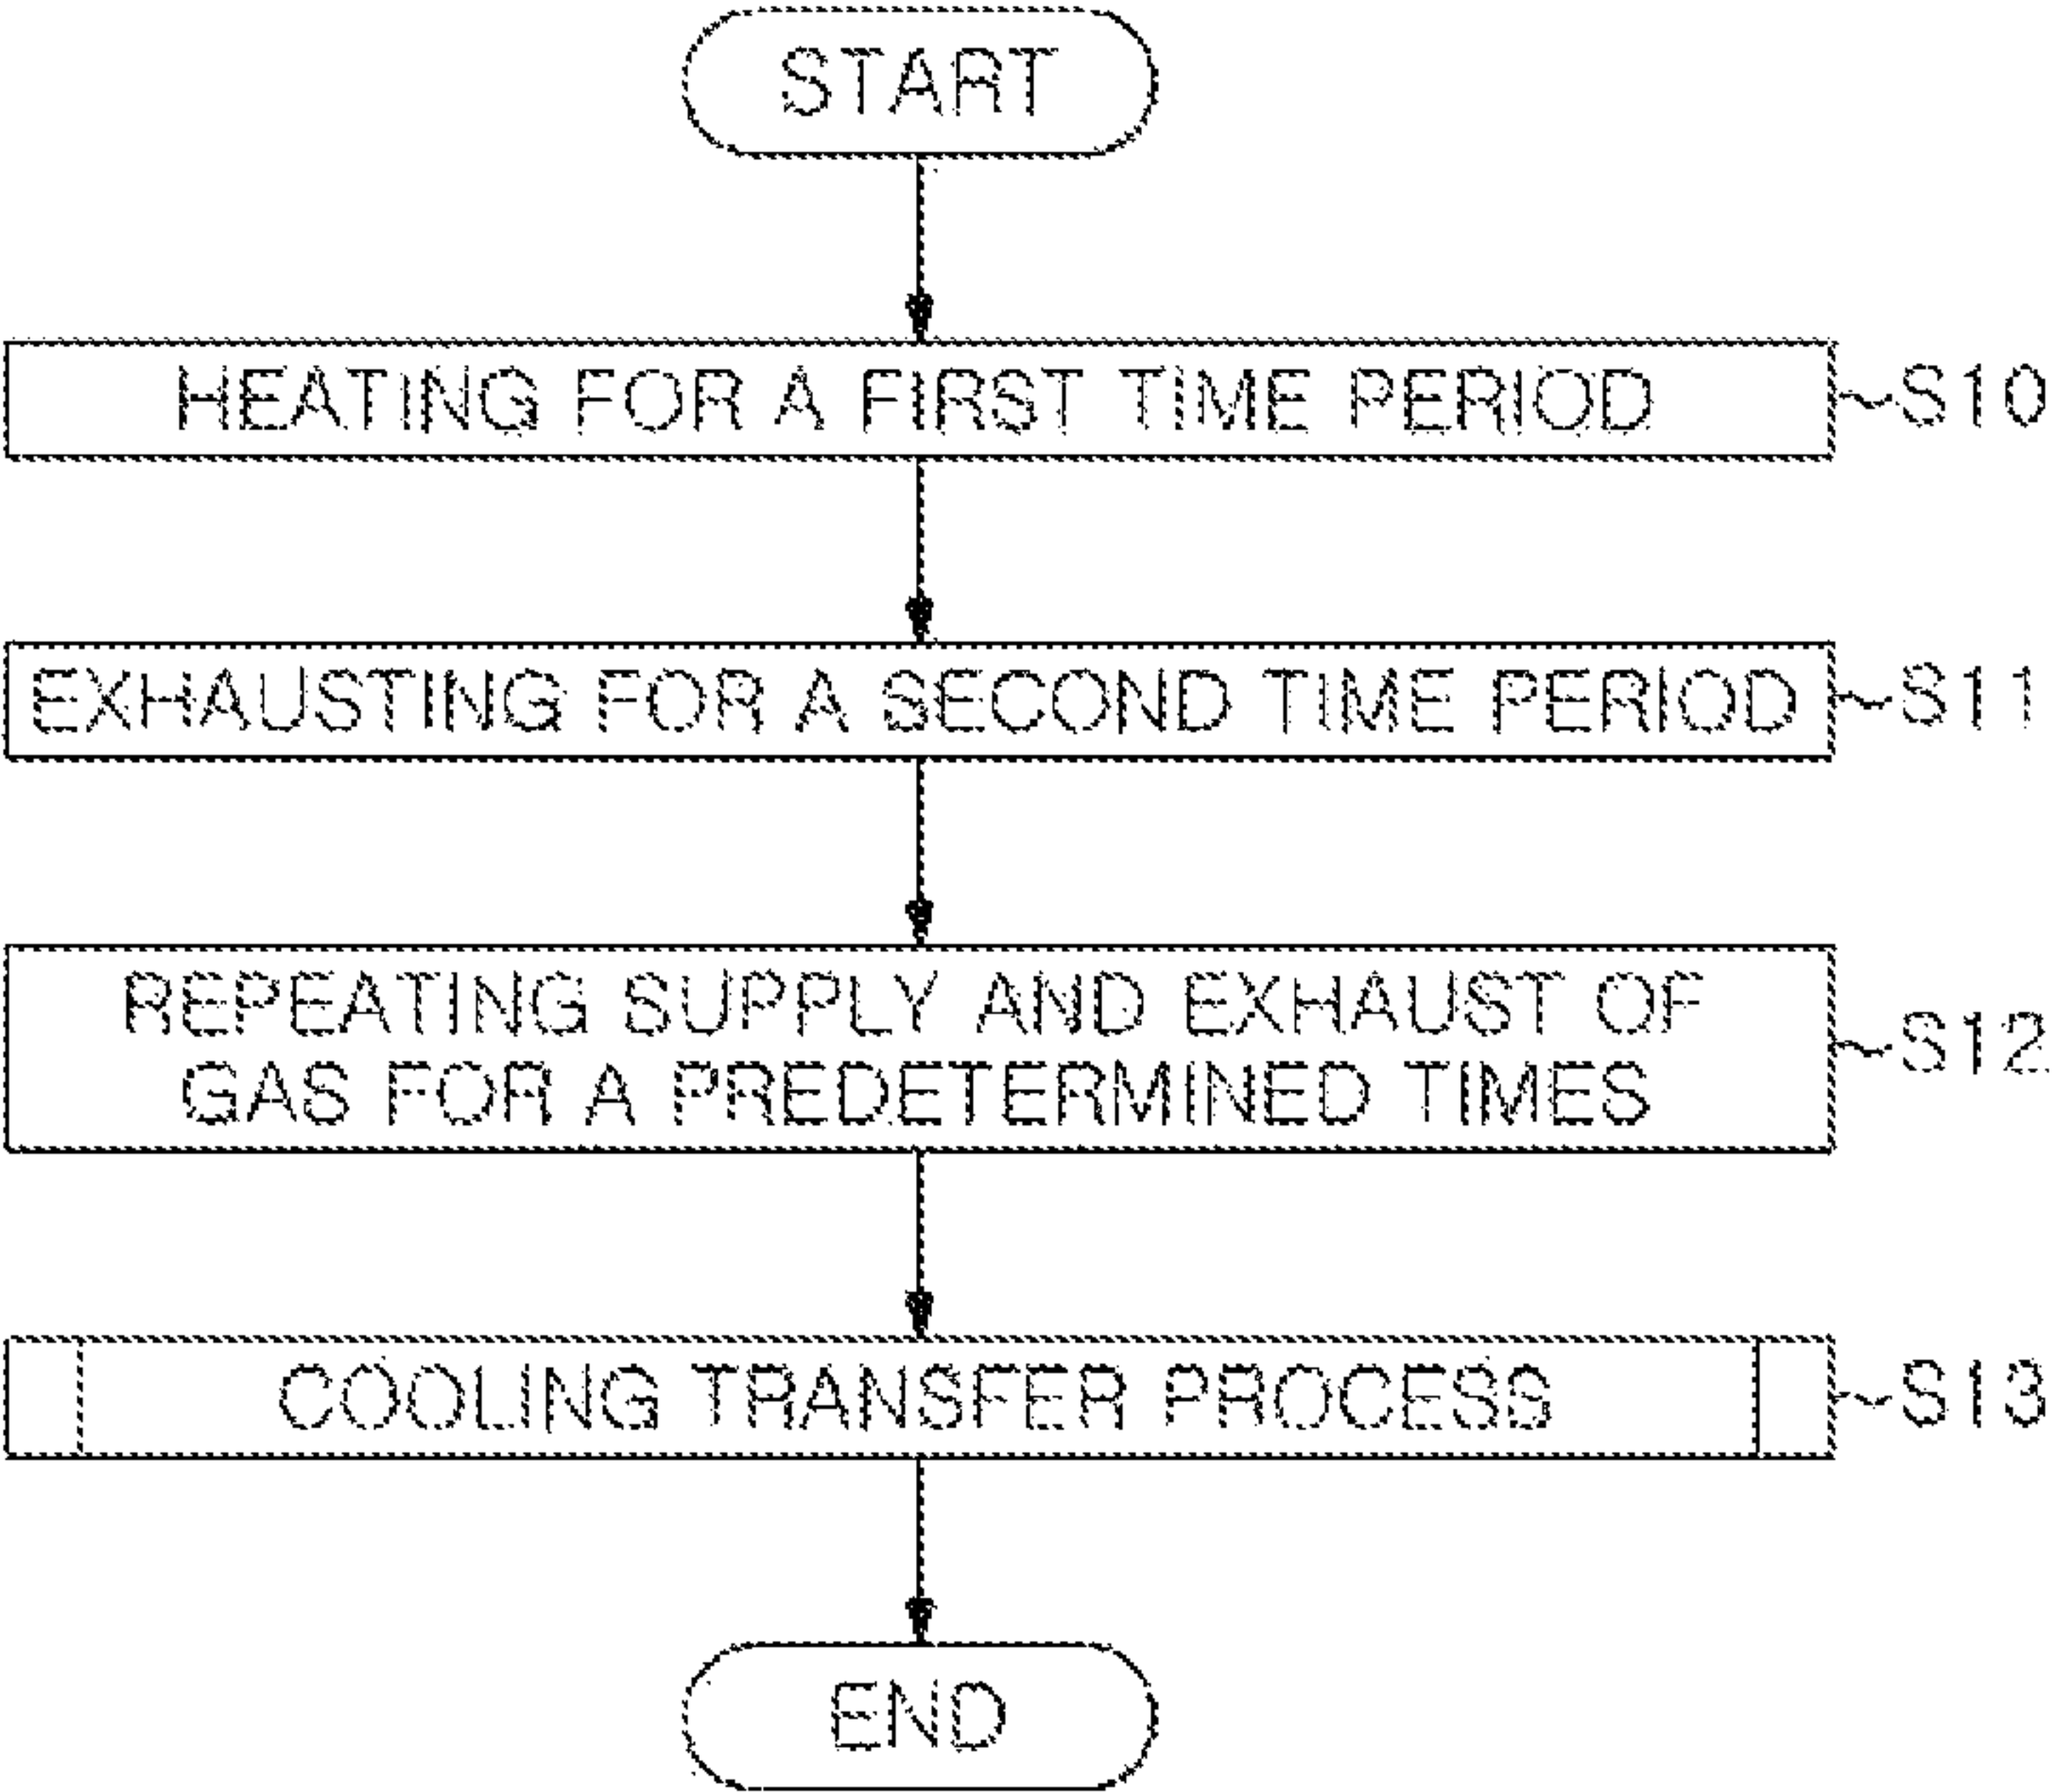 START
HEATING FOR A FIRST TIME PERIOD
S10
EXHAUSTING FOR A SECOND TIME PERIOD
S11
REPEATING SUPPLY AND EXHAUST OF
GAS FOR A PREDETERMINED TIMES
S12
COOLING TRANSFER PROCESS
S13
END